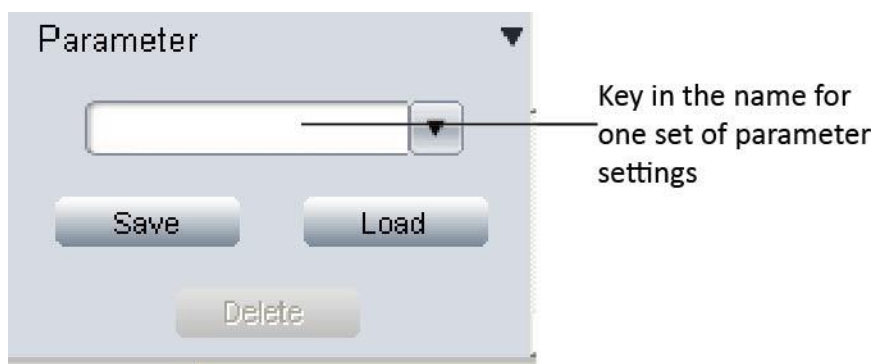 Parameter
Key in the name for
one set of parameter
settings
Save
Load
Delete